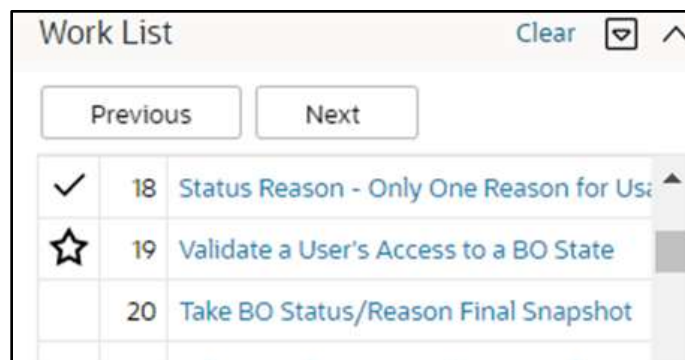 Work List Clear
Previous Next
18 Status Reason - Only One Reason for Usa
19 Validate a User's Access to a BO State
20 Take BO Status/Reason Final Snapshot